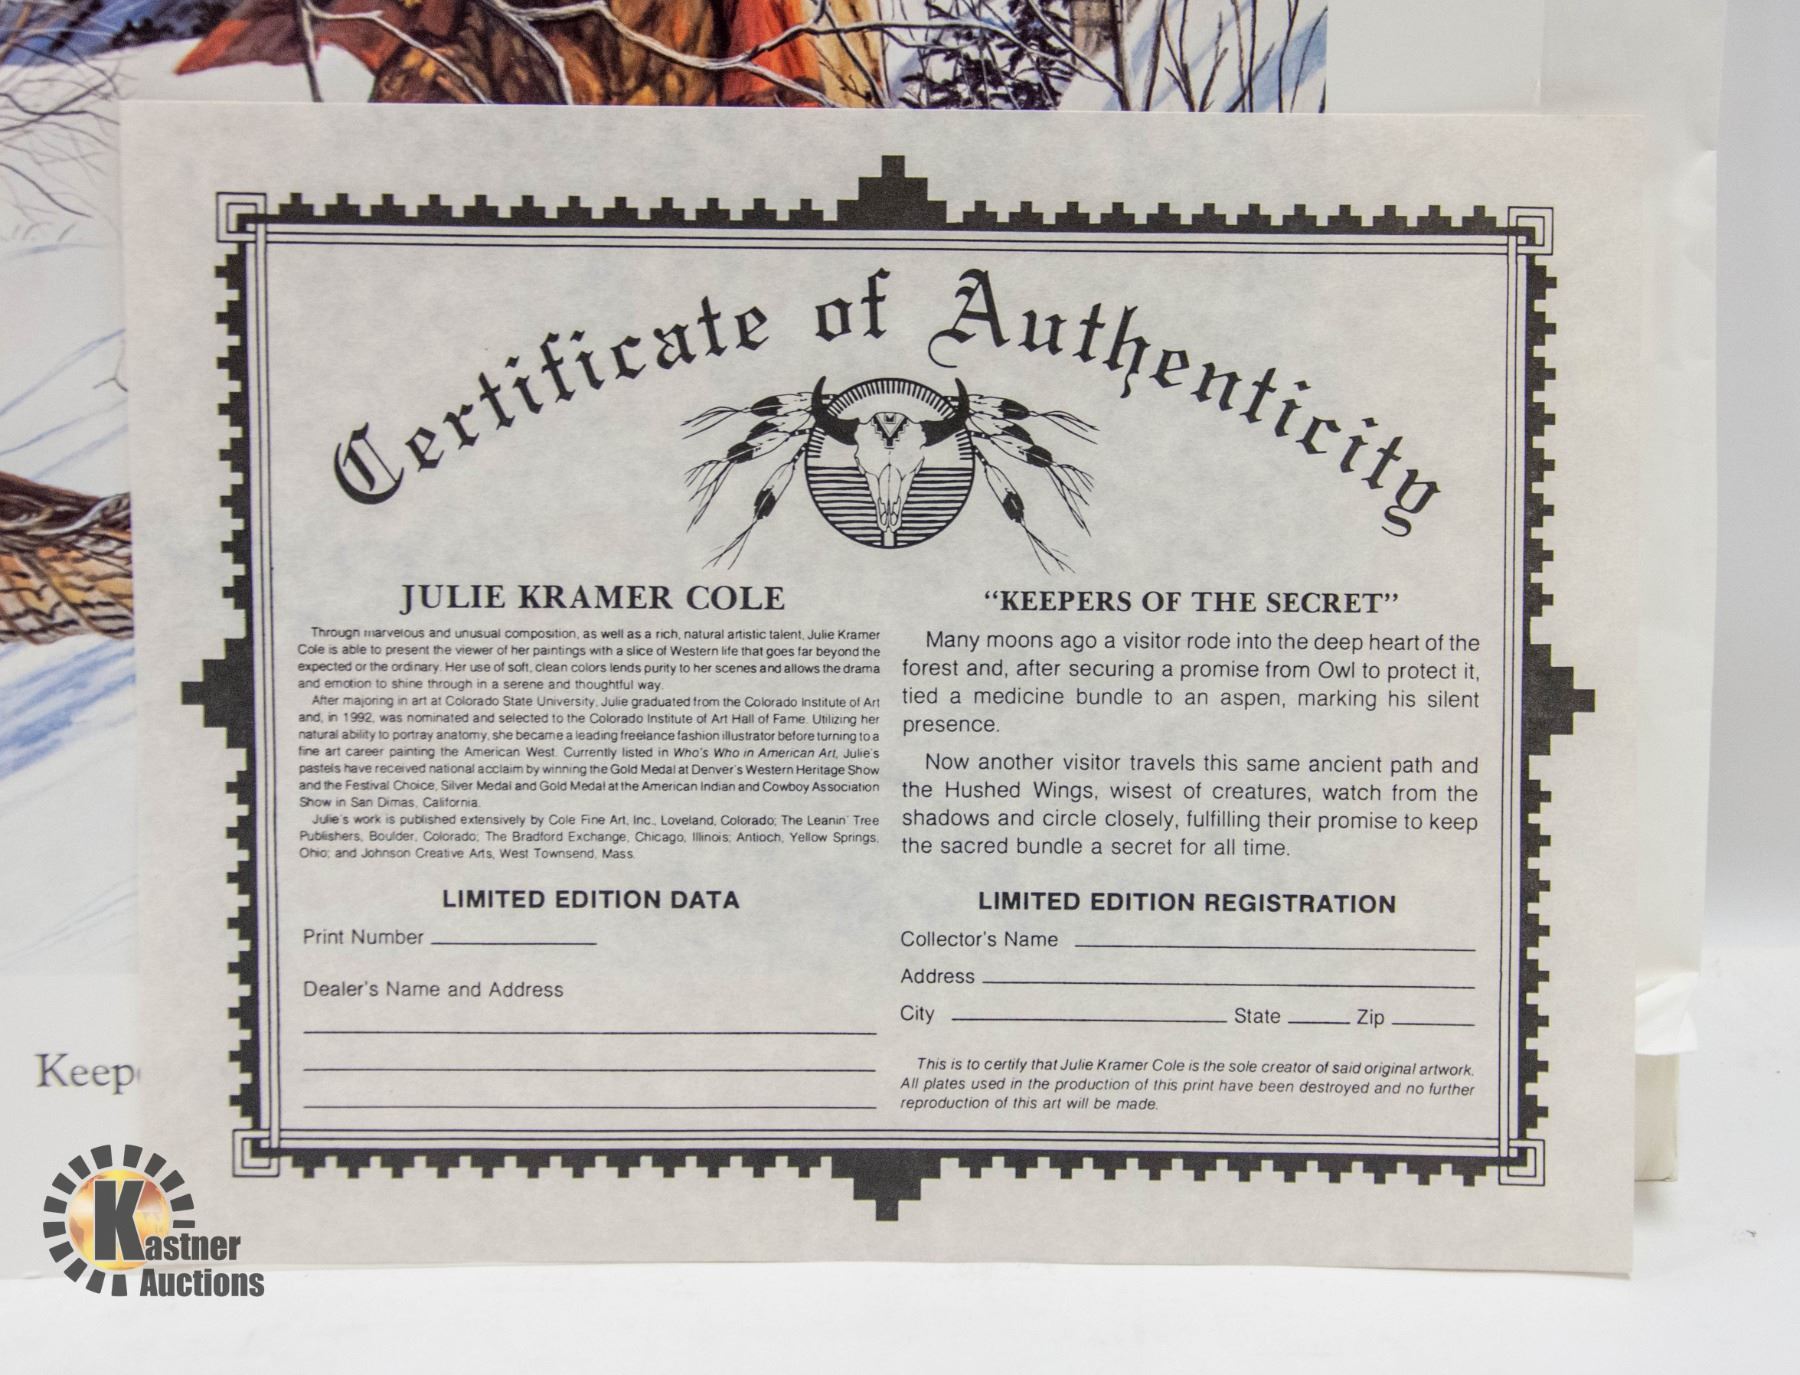 Certificate of Authenticity
JULIE KRAMER COLE
Through marvelous and unusual composition, as well as a rich, natural artistic talent, Julie Kramer
Cole is able to present the viewer of her paintings with a slice of Western life that goes far beyond the
expected or the ordinary. Her use of soft, clean colors lends purity to her scenes and allows the drama
and emotion to shine through in a serene and thoughtful way.
After majoring in art at Colorado State University, Julie graduated from the Colorado Institute of Art
and, in 1992, was nominated and selected to the Colorado Institute of Art Hall of Fame. Utilizing her
natural ability to portray anatomy, she became a leading freelance fashion illustrator before turning to a
fine art career painting the American West. Currently listed in Who's Who in American Art, Julie's
pastels have received national acclaim by winning the Gold Medal at Denver's Western Heritage Show
and the Festival Choice, Silver Medal and Gold Medal at the American Indian and Cowboy Association
Show in San Dimas, California.
Julie's work is published extensively by Cole Fine Art, Inc., Loveland, Colorado; The Leanin' Tree
Publishers, Boulder, Colorado; The Bradford Exchange, Chicago, Illinois; Antioch, Yellow Springs,
Ohio; and Johnson Creative Arts, West Townsend, Mass.
LIMITED EDITION DATA
Print Number
Dealer's Name and Address
"KEEPERS OF THE SECRET"
Many moons ago a visitor rode into the deep heart of the
forest and, after securing a promise from Owl to protect it,
tied a medicine bundle to an aspen, marking his silent
presence.
Now another visitor travels this same ancient path and
the Hushed Wings, wisest of creatures, watch from the
shadows and circle closely, fulfilling their promise to keep
the sacred bundle a secret for all time.
LIMITED EDITION REGISTRATION
Collector's Name
Address
City State Zip
This is to certify that Julie Kramer Cole is the sole creator of said original artwork.
All plates used in the production of this print have been destroyed and no further
reproduction of this art will be made.
Keep
Kastner
Auctions